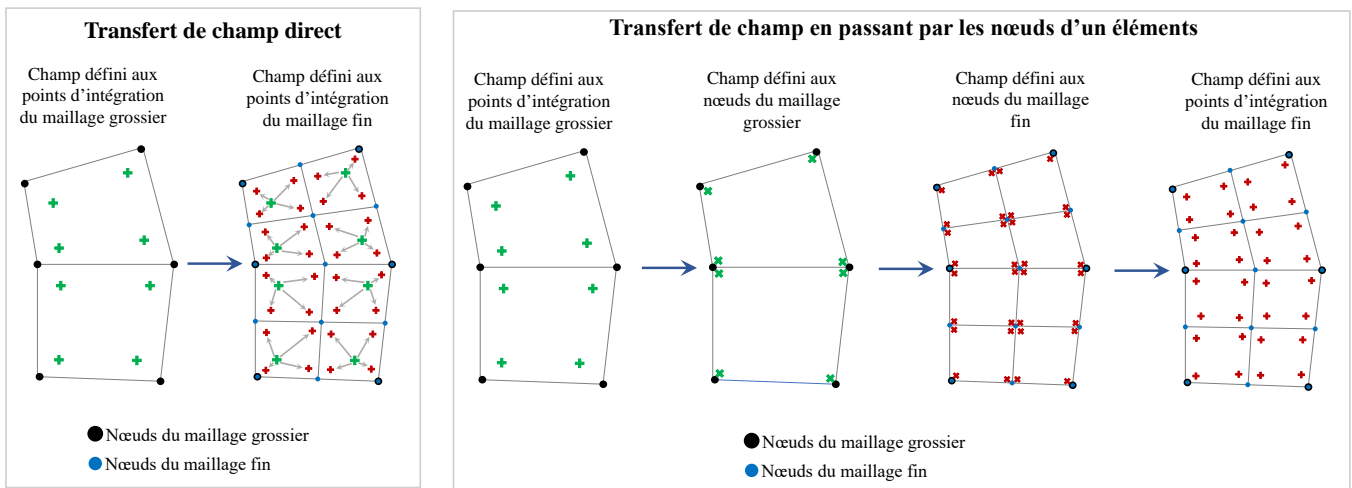 Transfert de champ direct
Champ défini aux
points d'intégration
du maillage grossier
Champ défini aux
points d'intégration
du maillage fin
Nœuds du maillage grossier
Nœuds du maillage fin
Transfert de champ en passant par les nœuds d'un éléments
Champ défini aux
points d'intégration
du maillage grossier
Champ défini aux
nœuds du maillage
grossier
Champ défini aux
nœuds du maillage
fin
Champ défini aux
points d'intégration
du maillage fin
Nœuds du maillage grossier
Nœuds du maillage fin